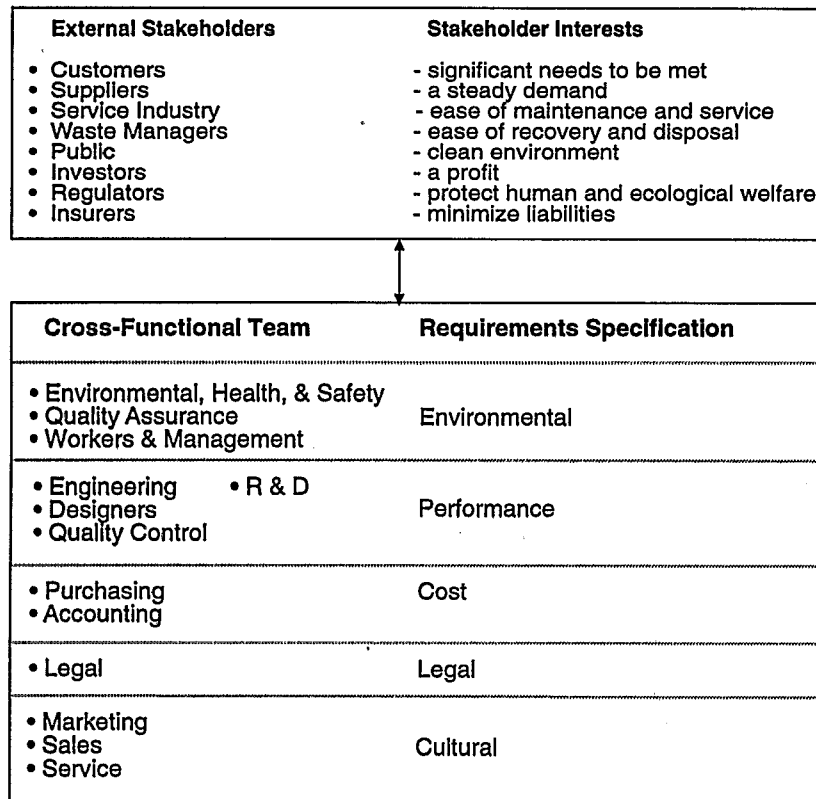 External Stakeholders Stakeholder Interests
• Customers - significant needs to be met
• Suppliers - a steady demand
• Service Industry - ease of maintenance and service
• Waste Managers - ease of recovery and disposal
• Public - clean environment
• Investors - a profit
• Regulators - protect human and ecological welfare
• Insurers - minimize liabilities
Cross-Functional Team Requirements Specification
• Environmental, Health, & Safety
• Quality Assurance Environmental
• Workers & Management
• Engineering • R & D
• Designers Performance
• Quality Control
• Purchasing Cost
• Accounting
• Legal Legal
• Marketing
• Sales Cultural
• Service